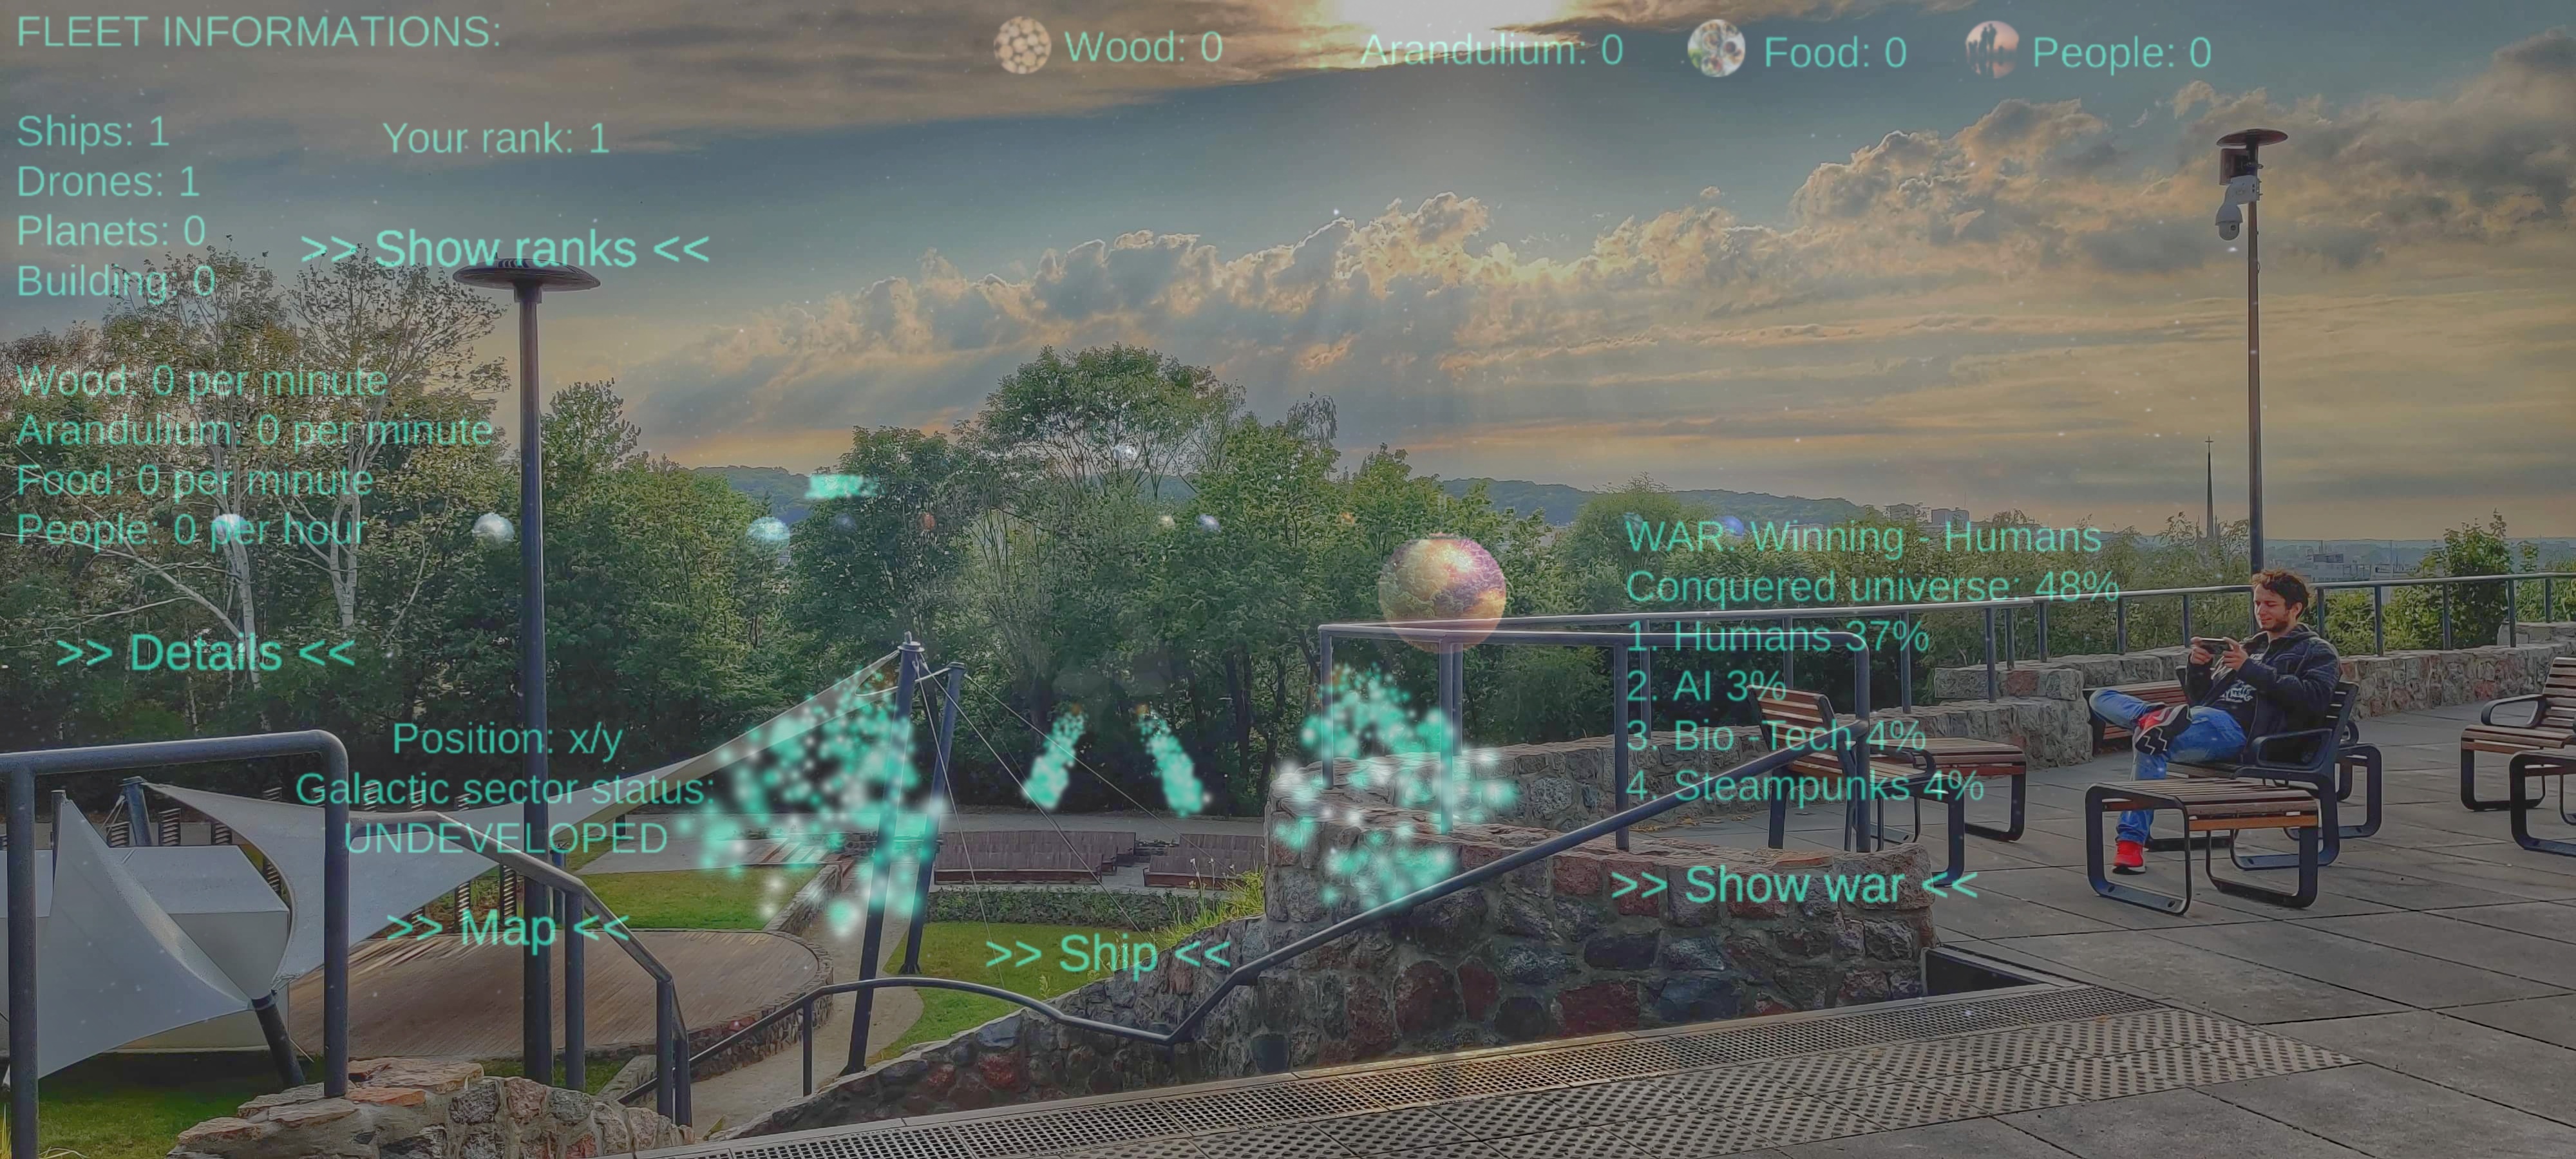 FLEET INFORMATIONS:
Wood: 0
Arandulium: 0
Food: 0
People: 0
Ships: 1
Drones: 1
Planets: 0
Building: 0
Your rank: 1
>> Show ranks <<
Wood: 0 per minute
Arandulium: 0 per minute
Food: 0 per minute
People: 0 per hour
>> Details <<
Position: x/y
Galactic sector status:
UNDEVELOPED
>> Map <<
>> Ship <<
WAR: Winning - Humans
Conquered universe: 48%
1. Humans 37%
2. AI 3%
3. Bio -Tech 4%
4. Steampunks 4%
>> Show war <<